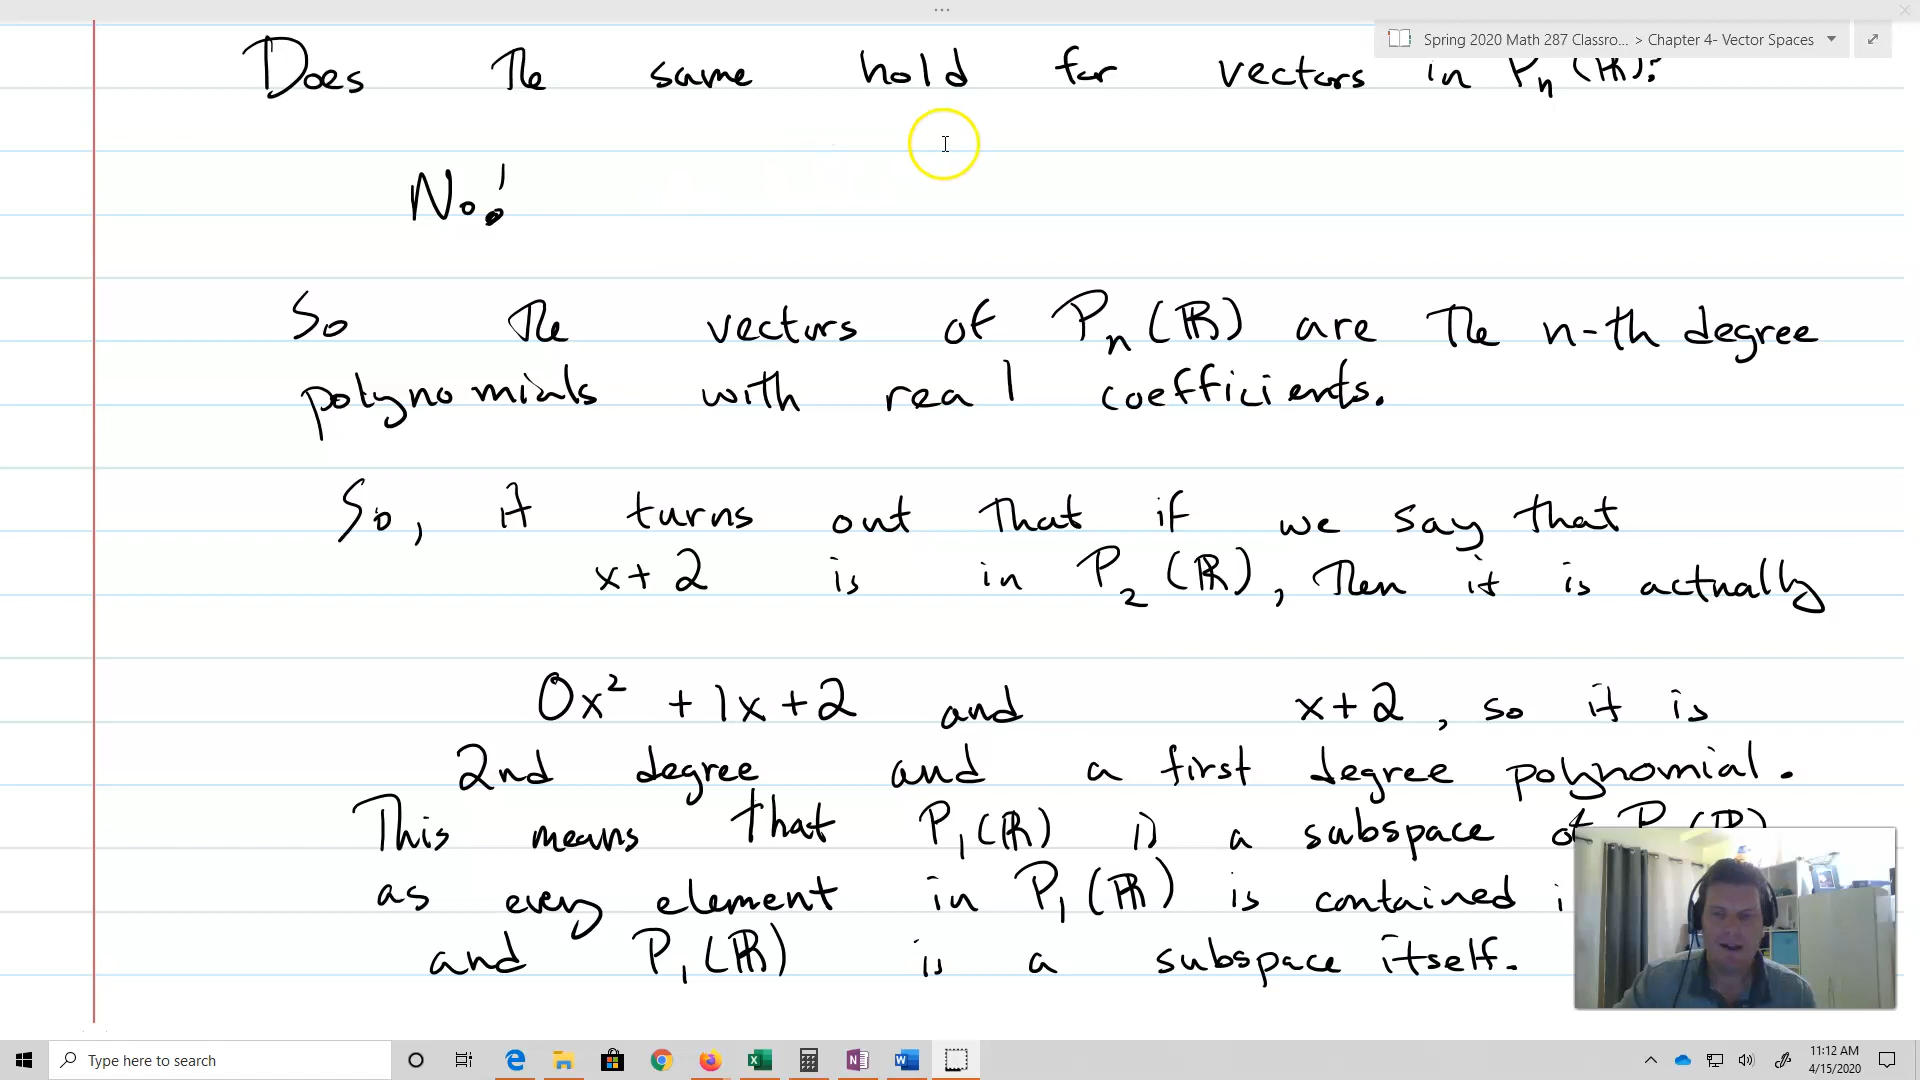 ...
Spring 2020 Math 287 Classro... > Chapter 4- Vector Spaces
Does the same hold for vectors in Pn(ℝ)?
No!
So the vectors of Pn(ℝ) are the n-th degree
polynomials with real coefficients.
So, it turns out that if we say that
x+2 is in P2(ℝ), then it is actually
0x² + 1x + 2 and x+2, so it is
2nd degree and a first degree polynomial.
This means that P1(ℝ) is a subspace of
as every element in P1(ℝ) is contained i
and P1(ℝ) is a subspace itself.
Type here to search
11:12 AM
4/15/2020